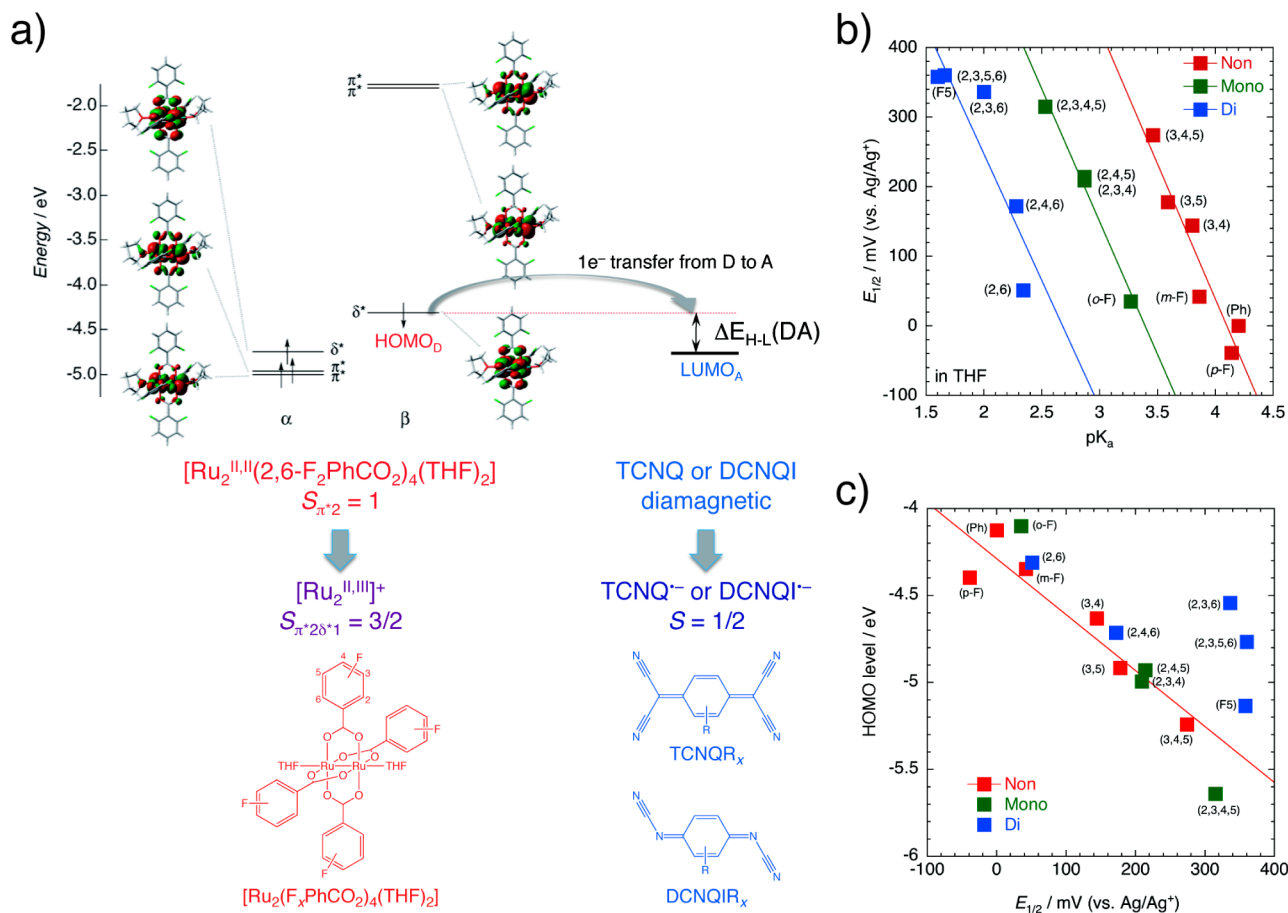 a)
Energy / eV
-2.0
-2.5
-3.0
-3.5
-4.0
-4.5
-5.0
π*
π*
δ*
π*
π*
α
β
δ*
HOMO_D
1e⁻ transfer from D to A
ΔE_H-L(DA)
LUMO_A
[Ru₂^II,II(2,6-F₂PhCO₂)₄(THF)₂]
S_π*2 = 1
TCNQ or DCNQI
diamagnetic
[Ru₂^II,III]⁺
S_π*2δ*1 = 3/2
TCNQ•⁻ or DCNQI•⁻
S = 1/2
F
4
5
3
6
2
O
O
F
O
O
THF
Ru
Ru
THF
O
O
F
O
O
F
[Ru₂(FₓPhCO₂)₄(THF)₂]
N
N
N
N
R
TCNQRₓ
N
N
N
N
R
DCNQIRₓ
b)
400
300
200
100
0
-100
E₁/₂ / mV (vs. Ag/Ag⁺)
Non
Mono
Di
(2,3,5,6)
(F5)
(2,3,6)
(2,3,4,5)
(3,4,5)
(2,4,5)
(2,3,4)
(3,5)
(2,4,6)
(3,4)
(2,6)
(o-F)
(m-F)
(Ph)
(p-F)
in THF
1.5
2
2.5
3
3.5
4
4.5
pKₐ
c)
-4
-4.5
-5
-5.5
-6
HOMO level / eV
(Ph)
(o-F)
(2,6)
(m-F)
(p-F)
(3,4)
(2,3,6)
(2,4,6)
(2,3,5,6)
(3,5)
(2,4,5)
(2,3,4)
(F5)
(3,4,5)
(2,3,4,5)
Non
Mono
Di
-100
0
100
200
300
400
E₁/₂ / mV (vs. Ag/Ag⁺)